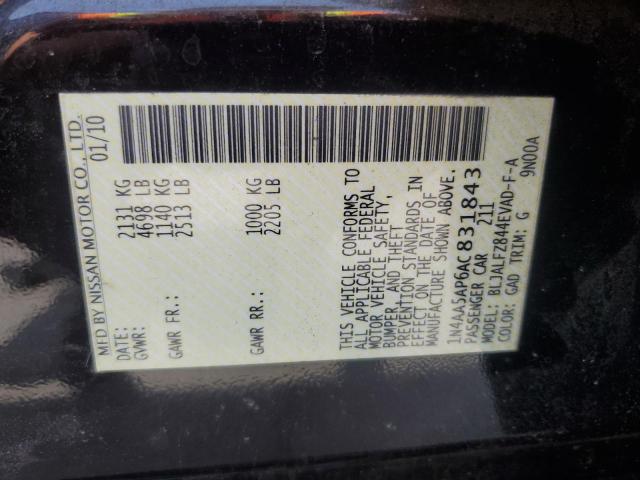 MFD BY NISSAN MOTOR CO., LTD.
DATE: 01/10
GVWR: 2131 KG
4698 LB
GAWR FR.: 1140 KG
2513 LB
GAWR RR.: 1000 KG
2205 LB
THIS VEHICLE CONFORMS TO
ALL APPLICABLE FEDERAL
MOTOR VEHICLE SAFETY,
BUMPER, AND THEFT
PREVENTION STANDARDS IN
EFFECT ON THE DATE OF
MANUFACTURE SHOWN ABOVE.
1N4AA5AP6AC831843
PASSENGER CAR 211
MODEL: BLJALFZ844EVAD-F-A
COLOR: GAD TRIM: G 9N00A